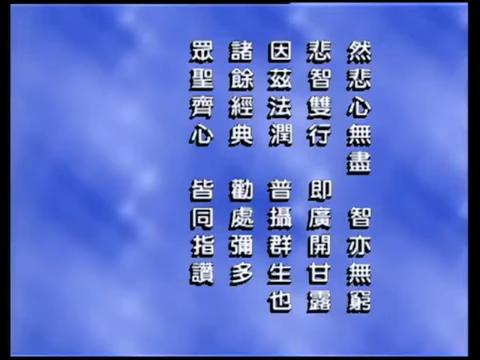 然悲心無盡　智亦無窮
悲智雙行　即廣開甘露
因茲法潤　普攝群生也
諸餘經典　勸處彌多
眾聖齊心　皆同指讚